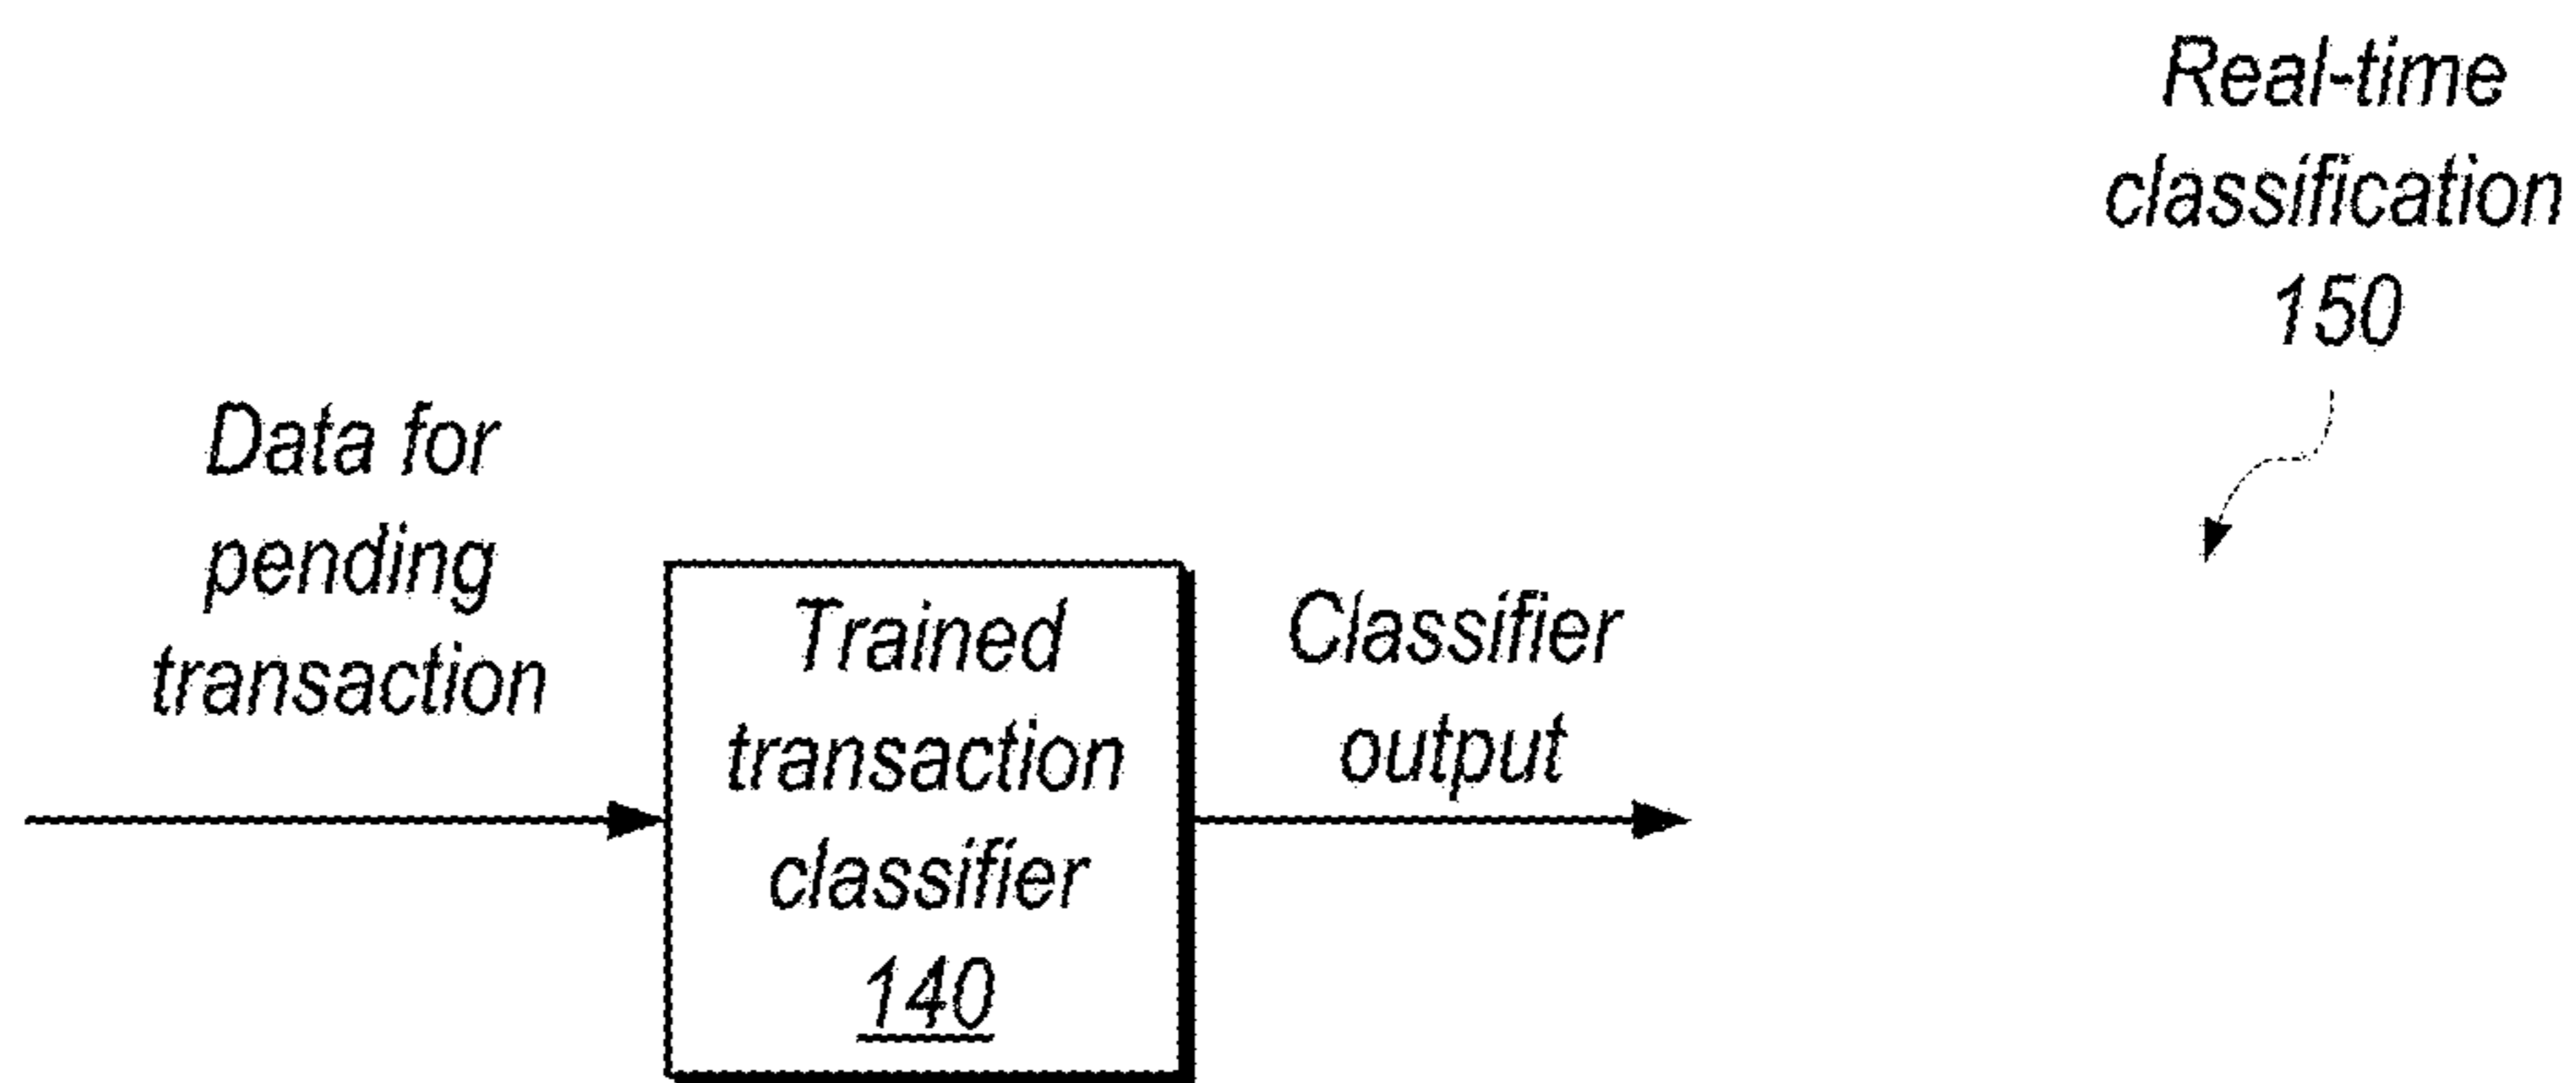 Real-time
classification
150
Data for
pending
transaction
Trained
transaction
classifier
140
Classifier
output